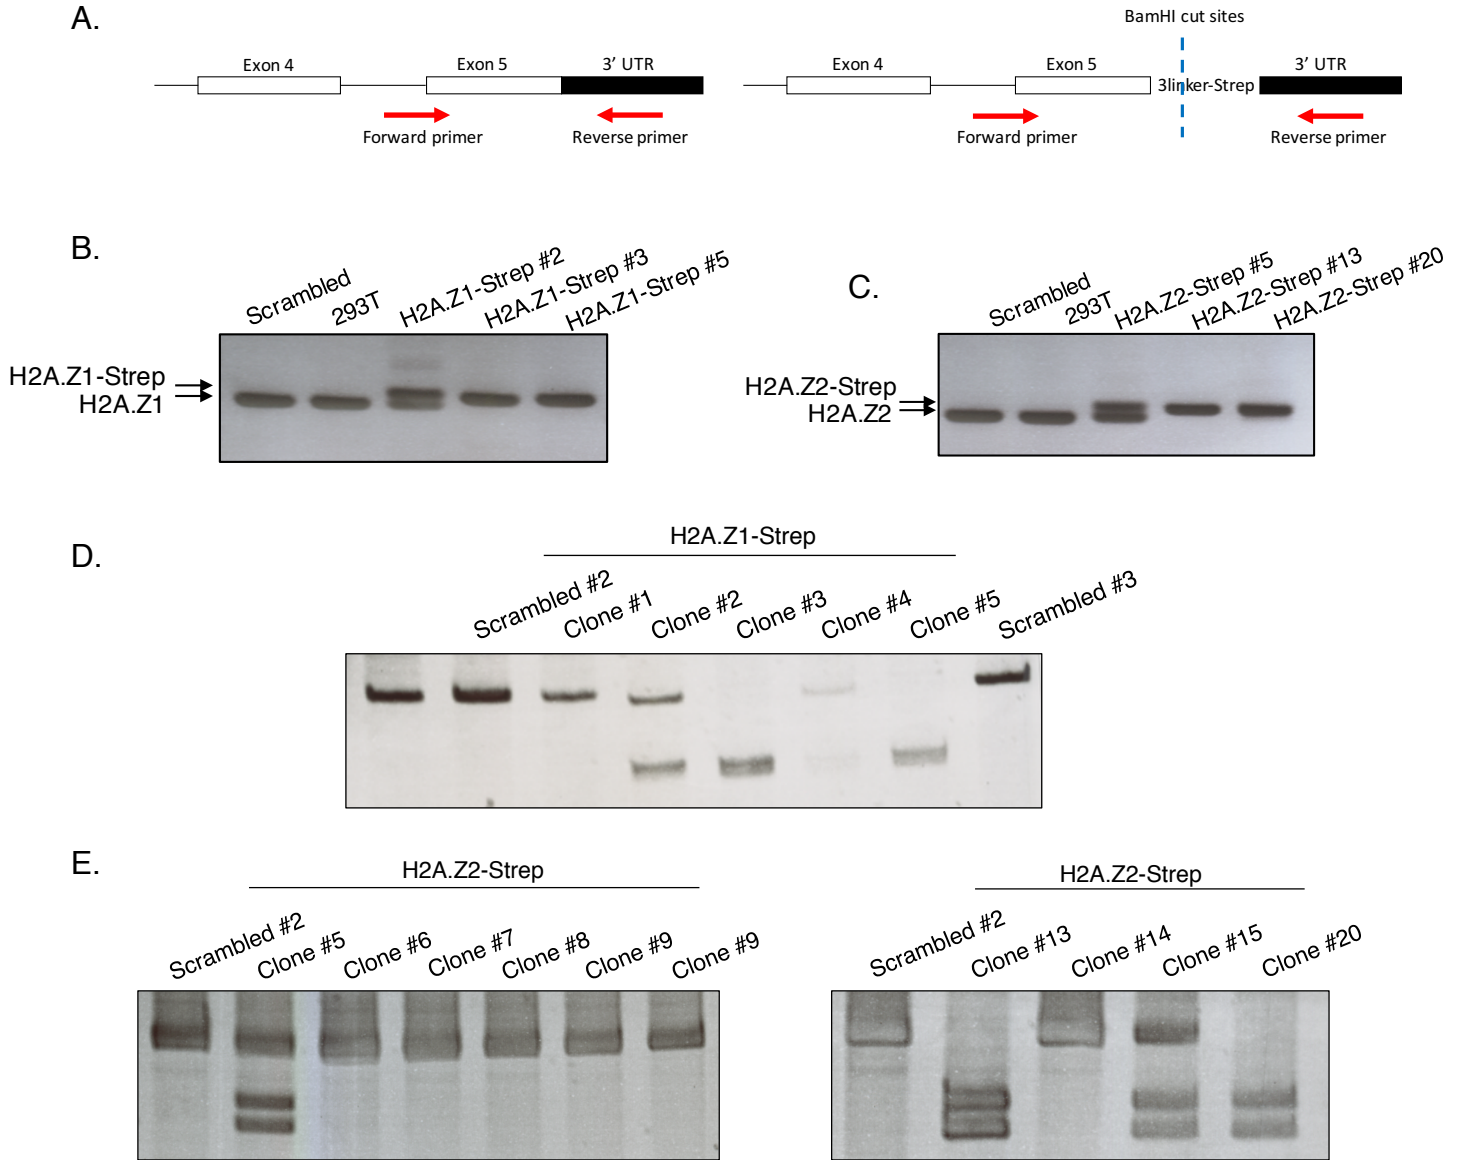 A.
BamHI cut sites
Exon 4 Exon 5 3’ UTR
Forward primer Reverse primer
Exon 4 Exon 5 3linker-Strep 3’ UTR
Forward primer Reverse primer
B.
Scrambled
293T
H2A.Z1-Strep #2
H2A.Z1-Strep #3
H2A.Z1-Strep #5
H2A.Z1-Strep
H2A.Z1
C.
Scrambled
293T
H2A.Z2-Strep #5
H2A.Z2-Strep #13
H2A.Z2-Strep #20
H2A.Z2-Strep
H2A.Z2
D.
H2A.Z1-Strep
Scrambled #2
Clone #1
Clone #2
Clone #3
Clone #4
Clone #5
Scrambled #3
E.
H2A.Z2-Strep
Scrambled #2
Clone #5
Clone #6
Clone #7
Clone #8
Clone #9
Clone #9
H2A.Z2-Strep
Scrambled #2
Clone #13
Clone #14
Clone #15
Clone #20